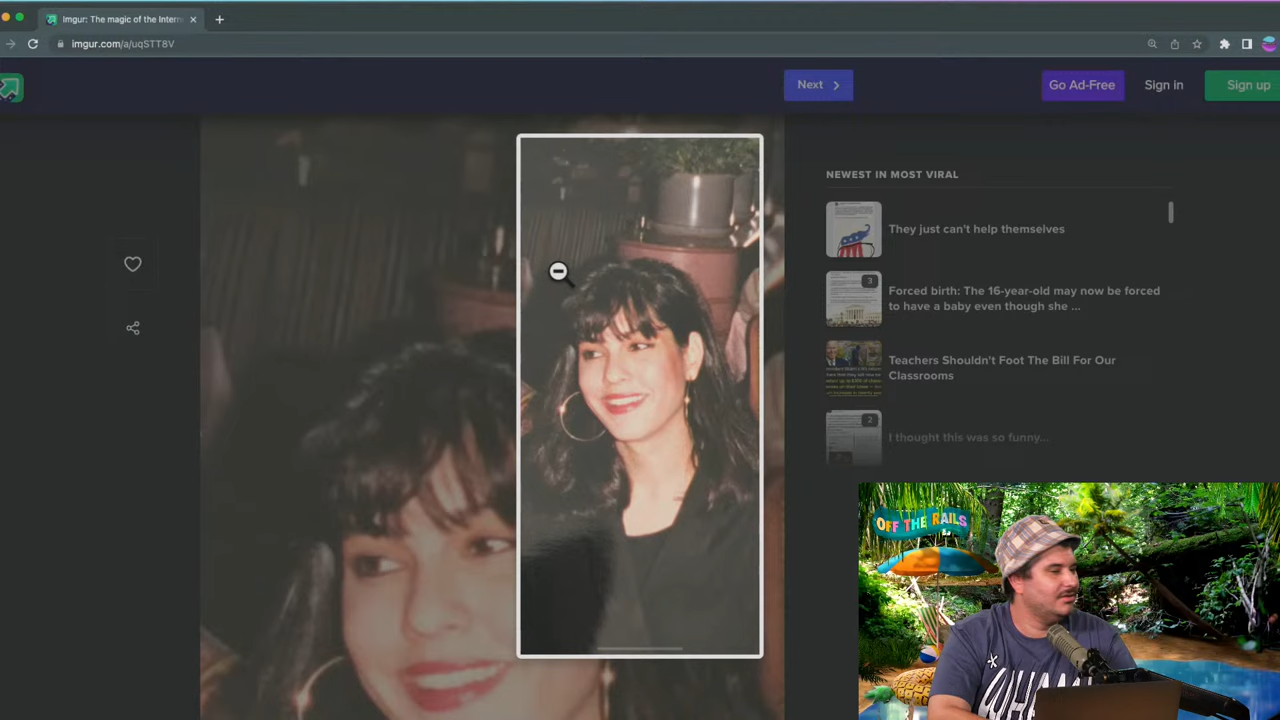 Imgur: The magic of the Intern
imgur.com/a/uqSTT8V
Next
Go Ad-Free
Sign in
Sign up
NEWEST IN MOST VIRAL
They just can't help themselves
3
Forced birth: The 16-year-old may now be forced
to have a baby even though she ...
Teachers Shouldn't Foot The Bill For Our
Classrooms
2
I thought this was so funny...
OFF THE RAILS